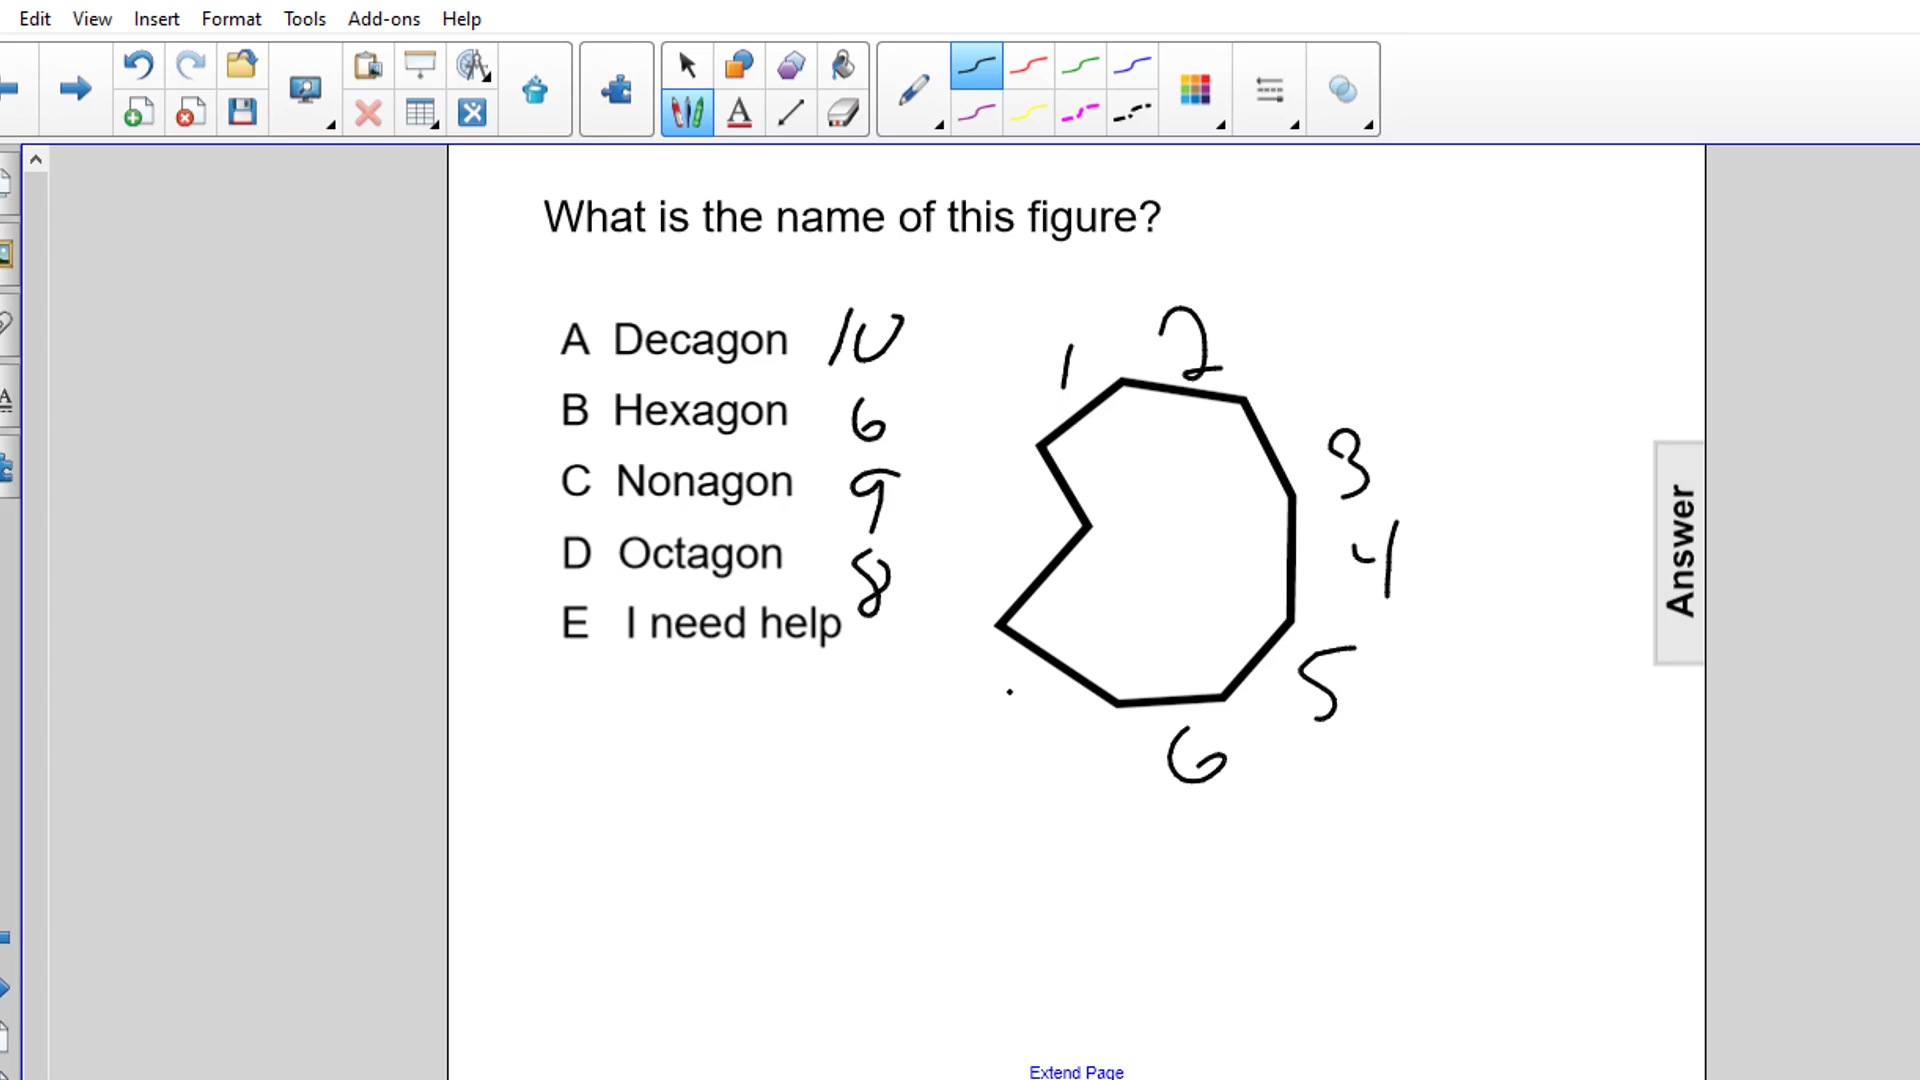 Edit View Insert Format Tools Add-ons Help
What is the name of this figure?
A Decagon 10
B Hexagon 6
C Nonagon 9
D Octagon 8
E I need help
1
2
3
4
5
6
Answer
Extend Page